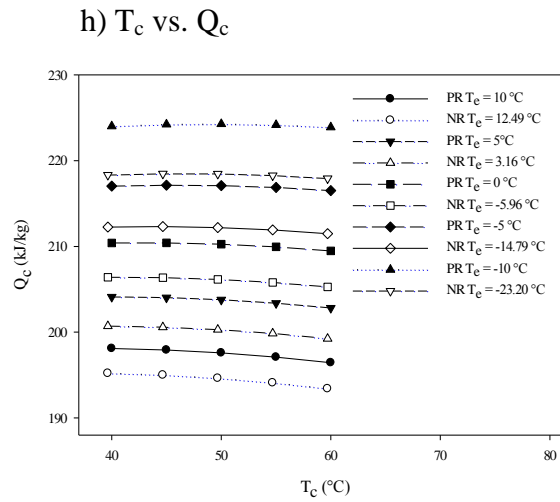 h) Tc vs. Qc
230
220
210
200
190
Qc (kJ/kg)
40
50
60
70
80
Tc (°C)
PR Te = 10 °C
NR Te = 12.49 °C
PR Te = 5°C
NR Te = 3.16 °C
PR Te = 0 °C
NR Te = -5.96 °C
PR Te = -5 °C
NR Te = -14.79 °C
PR Te = -10 °C
NR Te = -23.20 °C